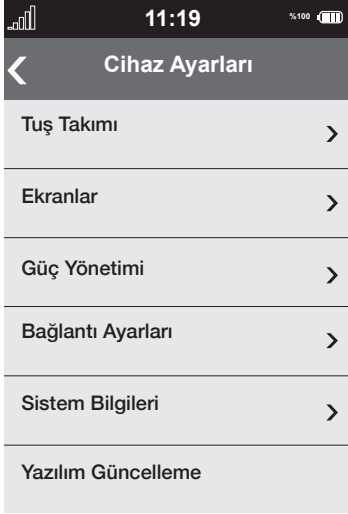 11:19 %100
Cihaz Ayarları
Tuş Takımı
Ekranlar
Güç Yönetimi
Bağlantı Ayarları
Sistem Bilgileri
Yazılım Güncelleme